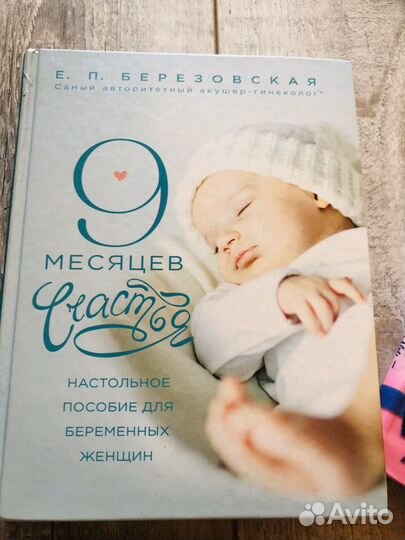 Е. П. БЕРЕЗОВСКАЯ
Самый авторитетный акушер-гинеколог*
9
МЕСЯЦЕВ
Счастья
НАСТОЛЬНОЕ
ПОСОБИЕ ДЛЯ
БЕРЕМЕННЫХ
ЖЕНЩИН
Avito